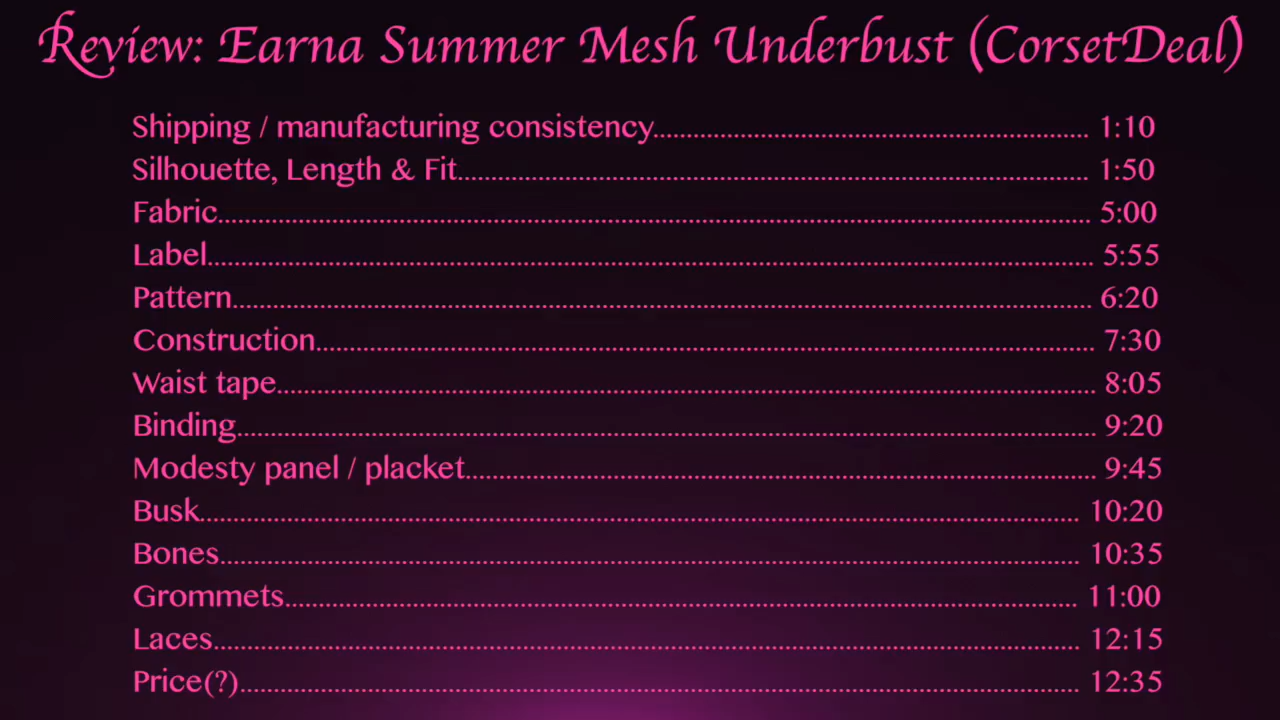 Review: Earna Summer Mesh Underbust (CorsetDeal)
Shipping / manufacturing consistency................................................................ 1:10
Silhouette, Length & Fit.............................................................................................. 1:50
Fabric................................................................................................................................. 5:00
Label................................................................................................................................... 5:55
Pattern............................................................................................................................... 6:20
Construction................................................................................................................... 7:30
Waist tape......................................................................................................................... 8:05
Binding............................................................................................................................... 9:20
Modesty panel / placket............................................................................................. 9:45
Busk.................................................................................................................................. 10:20
Bones............................................................................................................................... 10:35
Grommets..................................................................................................................... 11:00
Laces................................................................................................................................ 12:15
Price(?)............................................................................................................................ 12:35